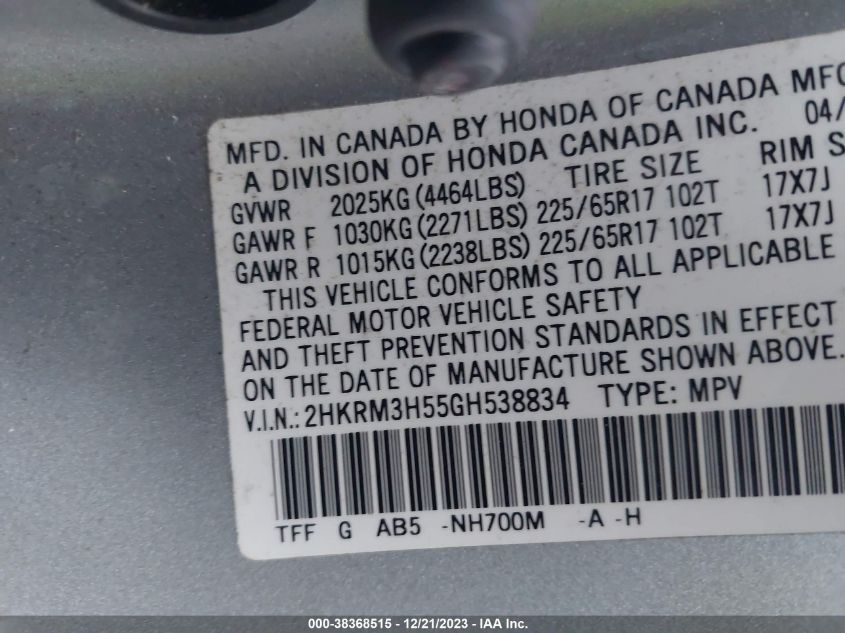 MFD. IN CANADA BY HONDA OF CANADA MFG
A DIVISION OF HONDA CANADA INC. 04/
GVWR 2025KG (4464LBS) TIRE SIZE RIM S
GAWR F 1030KG (2271LBS) 225/65R17 102T 17X7J
GAWR R 1015KG (2238LBS) 225/65R17 102T 17X7J
THIS VEHICLE CONFORMS TO ALL APPLICABLE
FEDERAL MOTOR VEHICLE SAFETY
AND THEFT PREVENTION STANDARDS IN EFFECT
ON THE DATE OF MANUFACTURE SHOWN ABOVE.
V.I.N.: 2HKRM3H55GH538834 TYPE: MPV
TFF G AB5 -NH700M -A -H
000-38368515 - 12/21/2023 - IAA Inc.